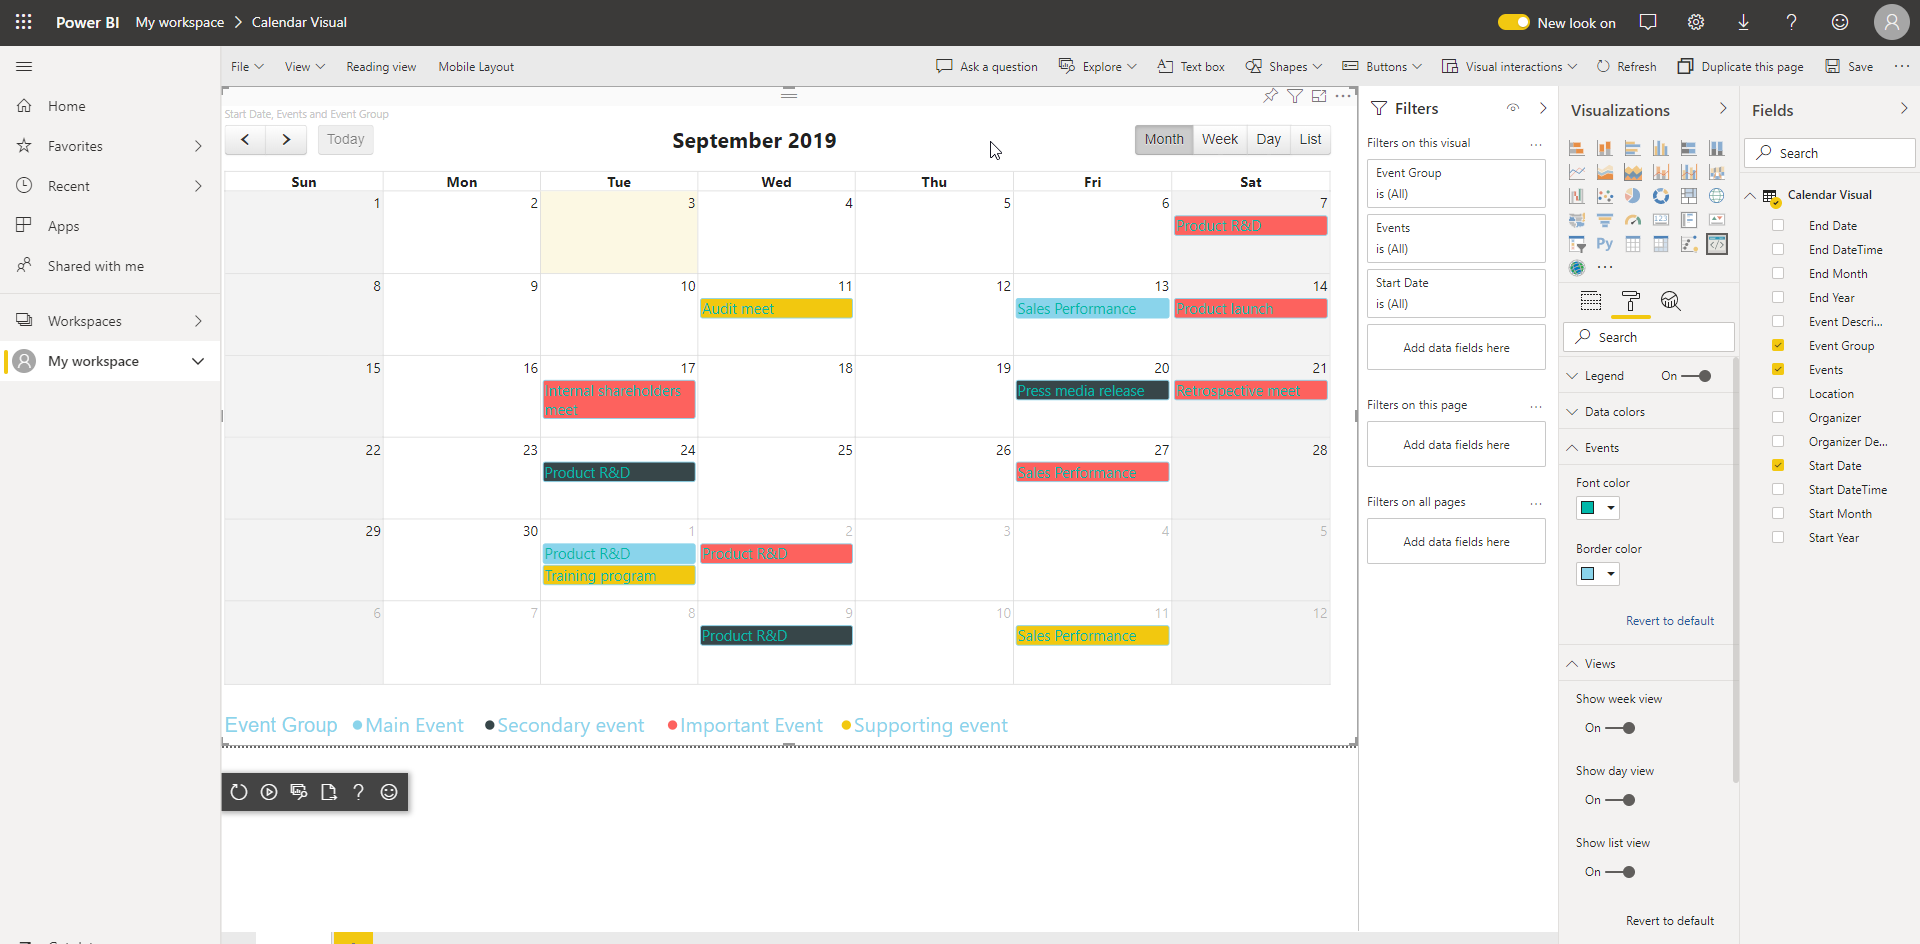 Power BI My workspace Calendar Visual New look on
File View Reading view Mobile Layout Ask a question Explore Text box Shapes Buttons Visual interactions Refresh Duplicate this page Save
Home
Favorites
Recent
Apps
Shared with me
Workspaces
My workspace
Start Date, Events and Event Group
Today
September 2019
Month Week Day List
Sun Mon Tue Wed Thu Fri Sat
1 2 3 4 5 6 7
Product R&D
8 9 10 11 12 13 14
Audit meet Sales Performance Product launch
15 16 17 18 19 20 21
Internal shareholders Press media release Retrospective meet
meet
22 23 24 25 26 27 28
Product R&D Sales Performance
29 30 1 2 3 4 5
Product R&D Product R&D
Training program
6 7 8 9 10 11 12
Product R&D Sales Performance
Event Group Main Event Secondary event Important Event Supporting event
Filters
Filters on this visual
Event Group
is (All)
Events
is (All)
Start Date
is (All)
Add data fields here
Filters on this page
Add data fields here
Filters on all pages
Add data fields here
Visualizations
123
Py
Search
Legend On
Data colors
Events
Font color
Border color
Revert to default
Views
Show week view
On
Show day view
On
Show list view
On
Revert to default
Fields
Search
Calendar Visual
End Date
End DateTime
End Month
End Year
Event Descri...
Event Group
Events
Location
Organizer
Organizer De...
Start Date
Start DateTime
Start Month
Start Year